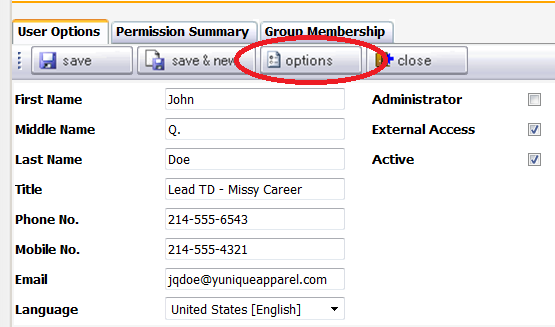 User Options Permission Summary Group Membership
save save & new options close
First Name John Administrator
Middle Name Q. External Access
Last Name Doe Active
Title Lead TD - Missy Career
Phone No. 214-555-6543
Mobile No. 214-555-4321
Email jqdoe@yuniqueapparel.com
Language United States [English]